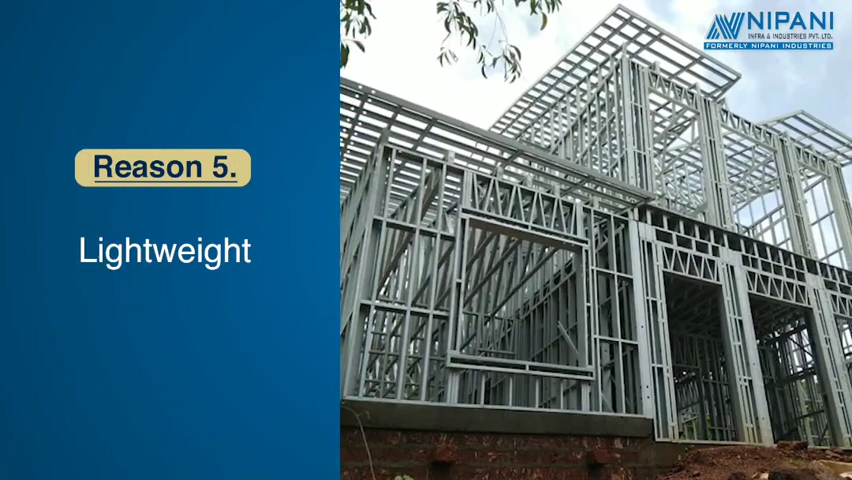 NIPANI
INFRA & INDUSTRIES PVT. LTD.
FORMERLY NIPANI INDUSTRIES
Reason 5.
Lightweight